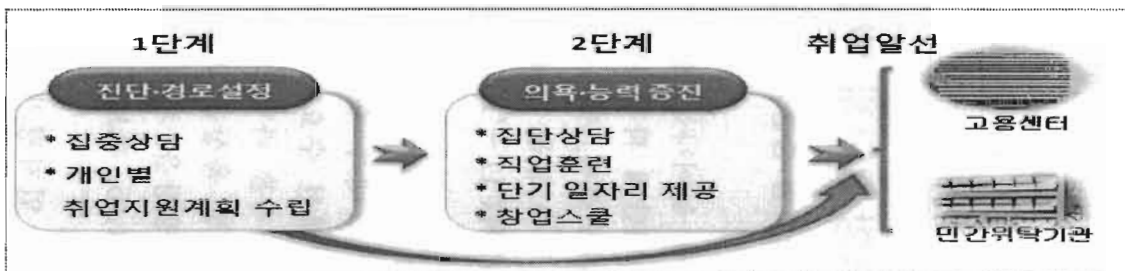 1단계
진단·경로설정
* 집중상담
* 개인별
취업지원계획 수립
2단계
의욕·능력 증진
* 집단상담
* 직업훈련
* 단기 일자리 제공
* 창업스쿨
취업알선
고용센터
민간위탁기관